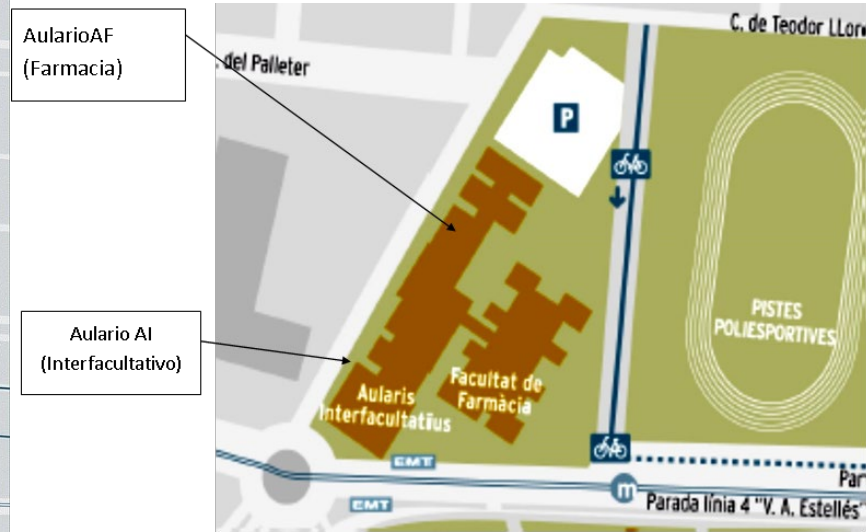 AularioAF
(Farmacia)
Aulario AI
(Interfacultativo)
C. de Teodor LLor
. del Palleter
P
PISTES
POLIESPORTIVES
Facultat de
Farmàcia
Aularis
Interfacultatius
EMT
EMT
m
Par
Parada línia 4 "V. A. Estellés